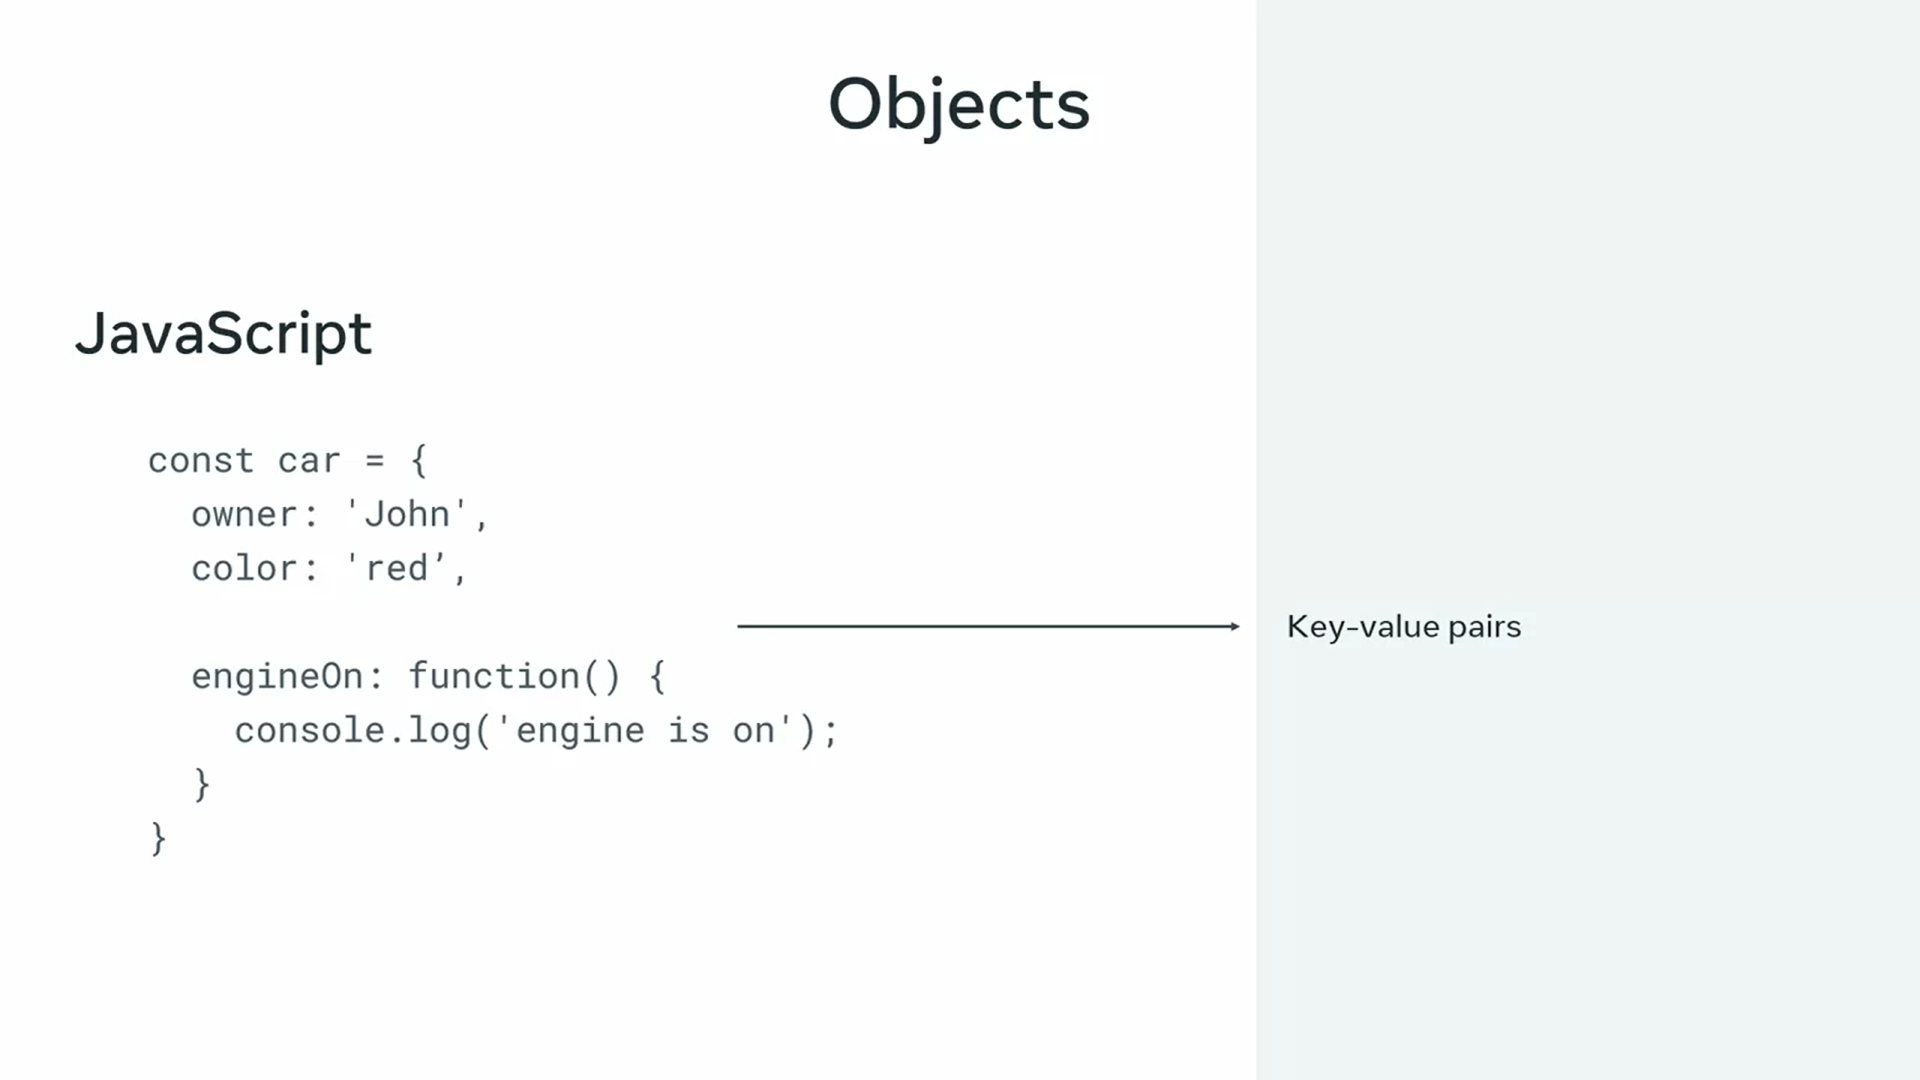 Objects
JavaScript
const car = {
  owner: 'John',
  color: 'red’,
  engineOn: function() {
    console.log('engine is on');
  }
}
Key-value pairs